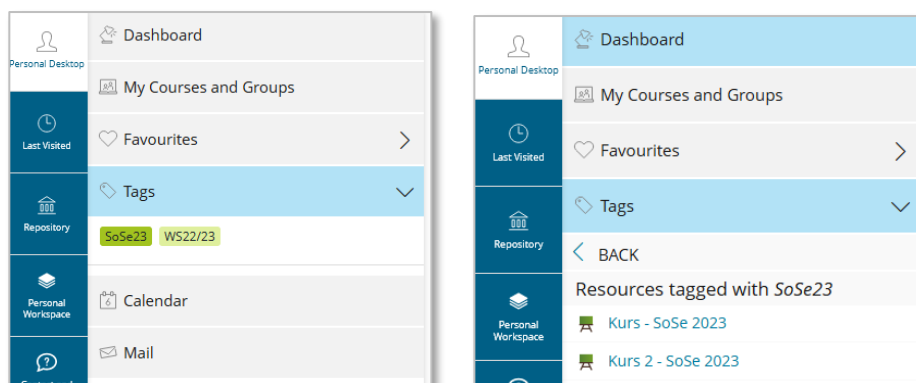 Personal Desktop
Last Visited
Repository
Personal
Workspace
Dashboard
My Courses and Groups
Favourites
Tags
SoSe23 WS22/23
Calendar
Mail
Personal Desktop
Last Visited
Repository
Personal
Workspace
Dashboard
My Courses and Groups
Favourites
Tags
BACK
Resources tagged with SoSe23
Kurs - SoSe 2023
Kurs 2 - SoSe 2023